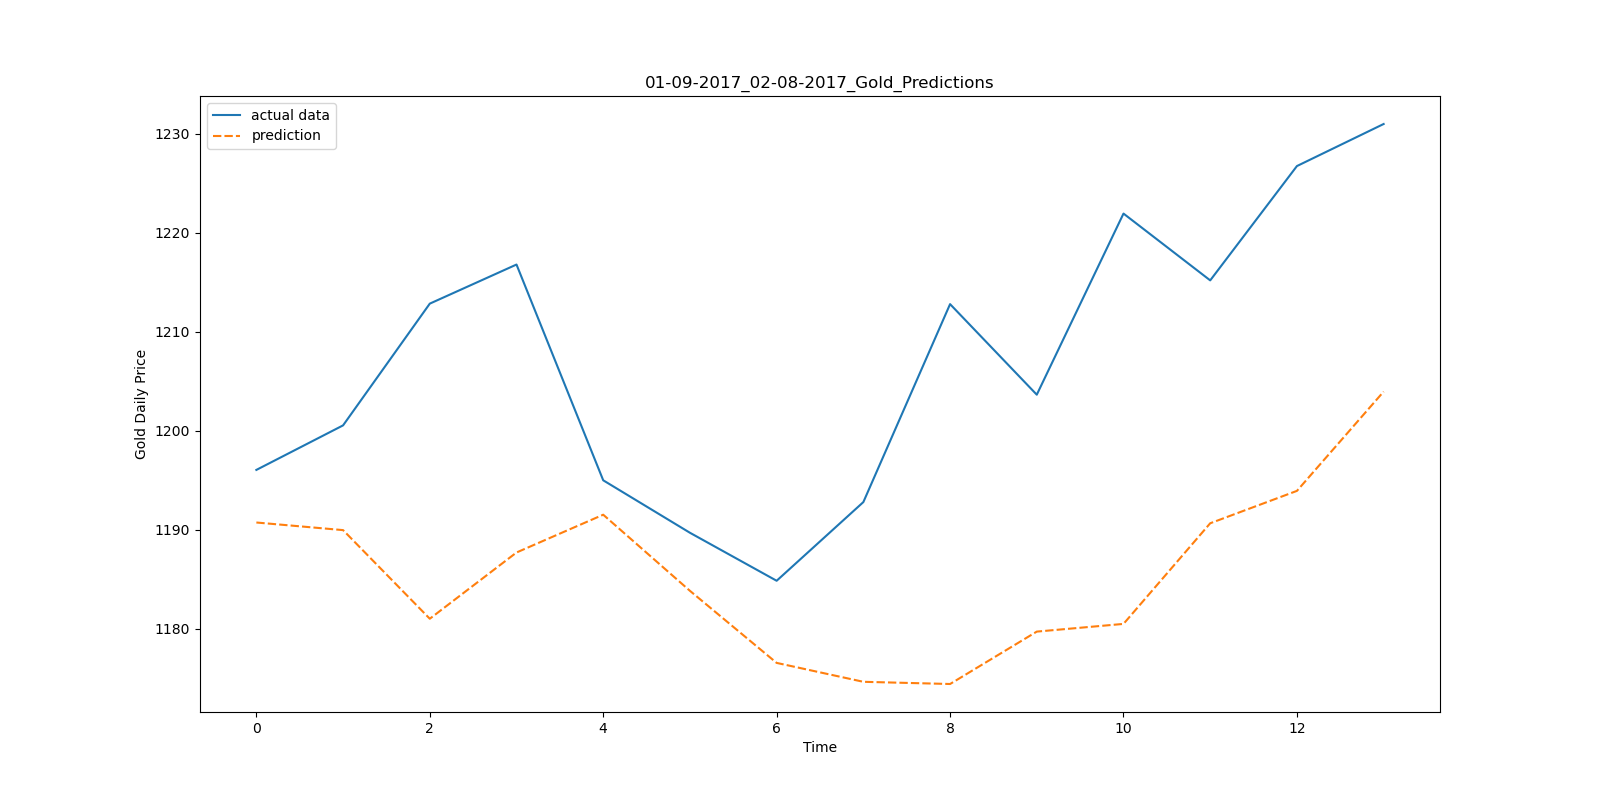 01-09-2017_02-08-2017_Gold_Predictions
actual data
prediction
Gold Daily Price
1230
1220
1210
1200
1190
1180
0 2 4 6 8 10 12
Time